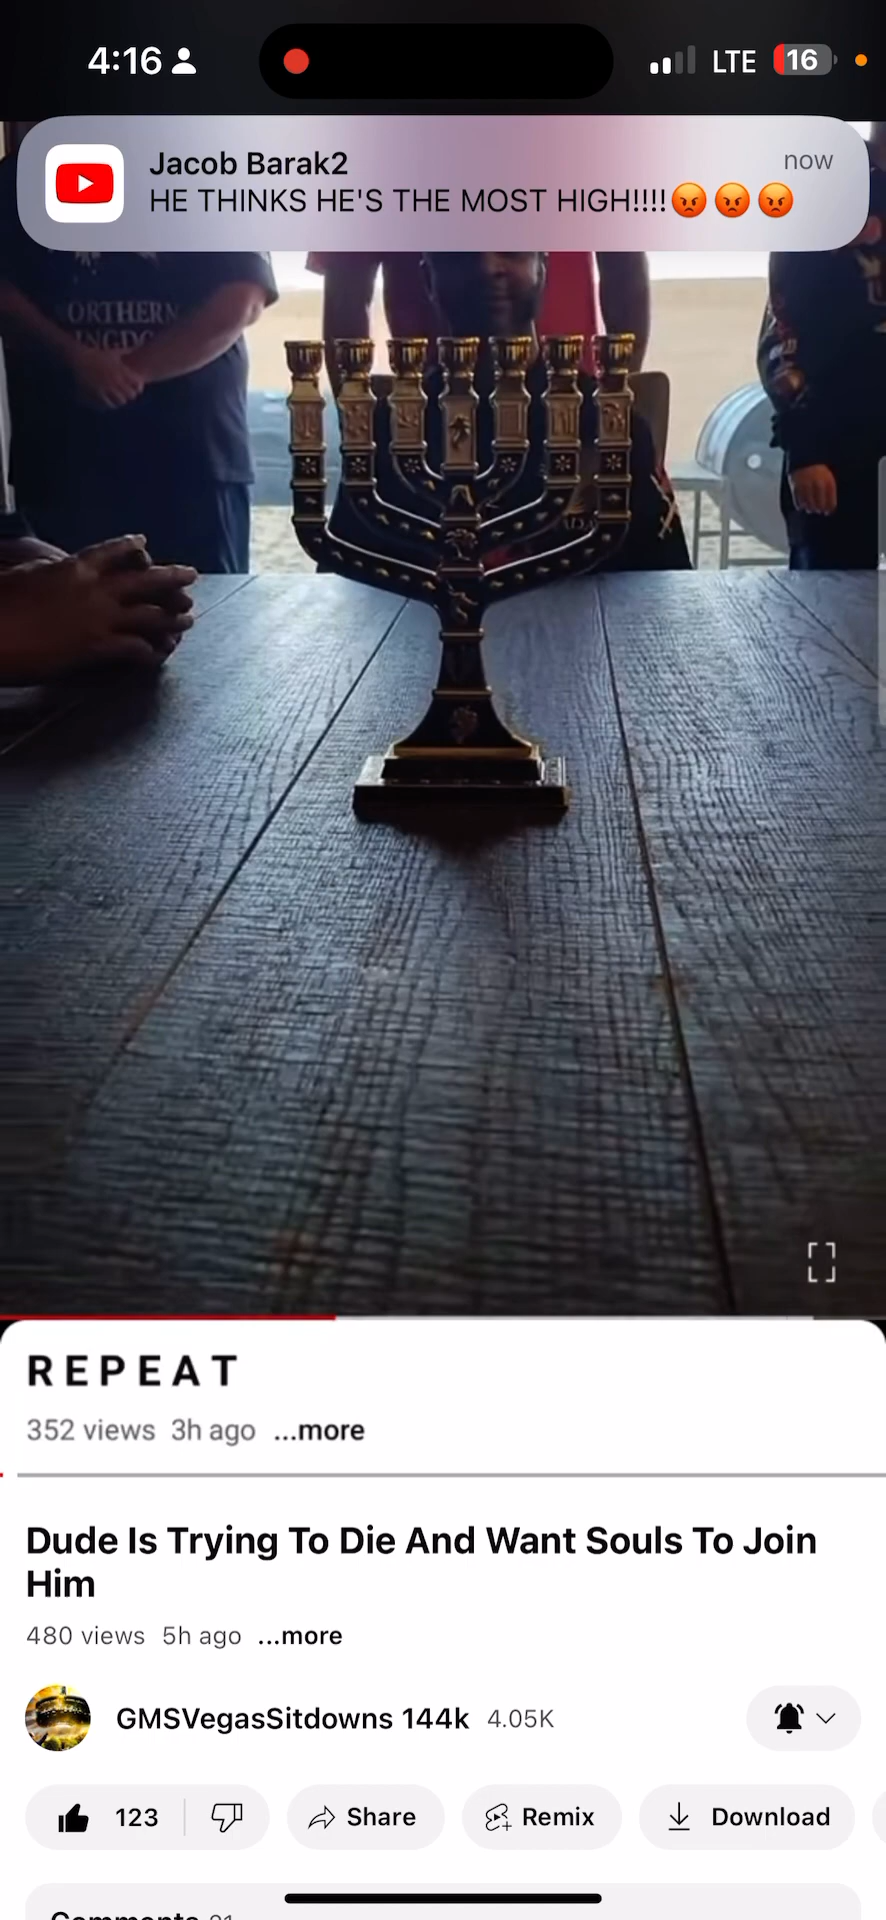 4:16
LTE
16
Jacob Barak2
now
HE THINKS HE'S THE MOST HIGH!!!!😡😡😡
ORTHERN
REPEAT
352 views 3h ago ...more
Dude Is Trying To Die And Want Souls To Join
Him
480 views 5h ago ...more
GMSVegasSitdowns 144k 4.05K
123
Share
Remix
Download